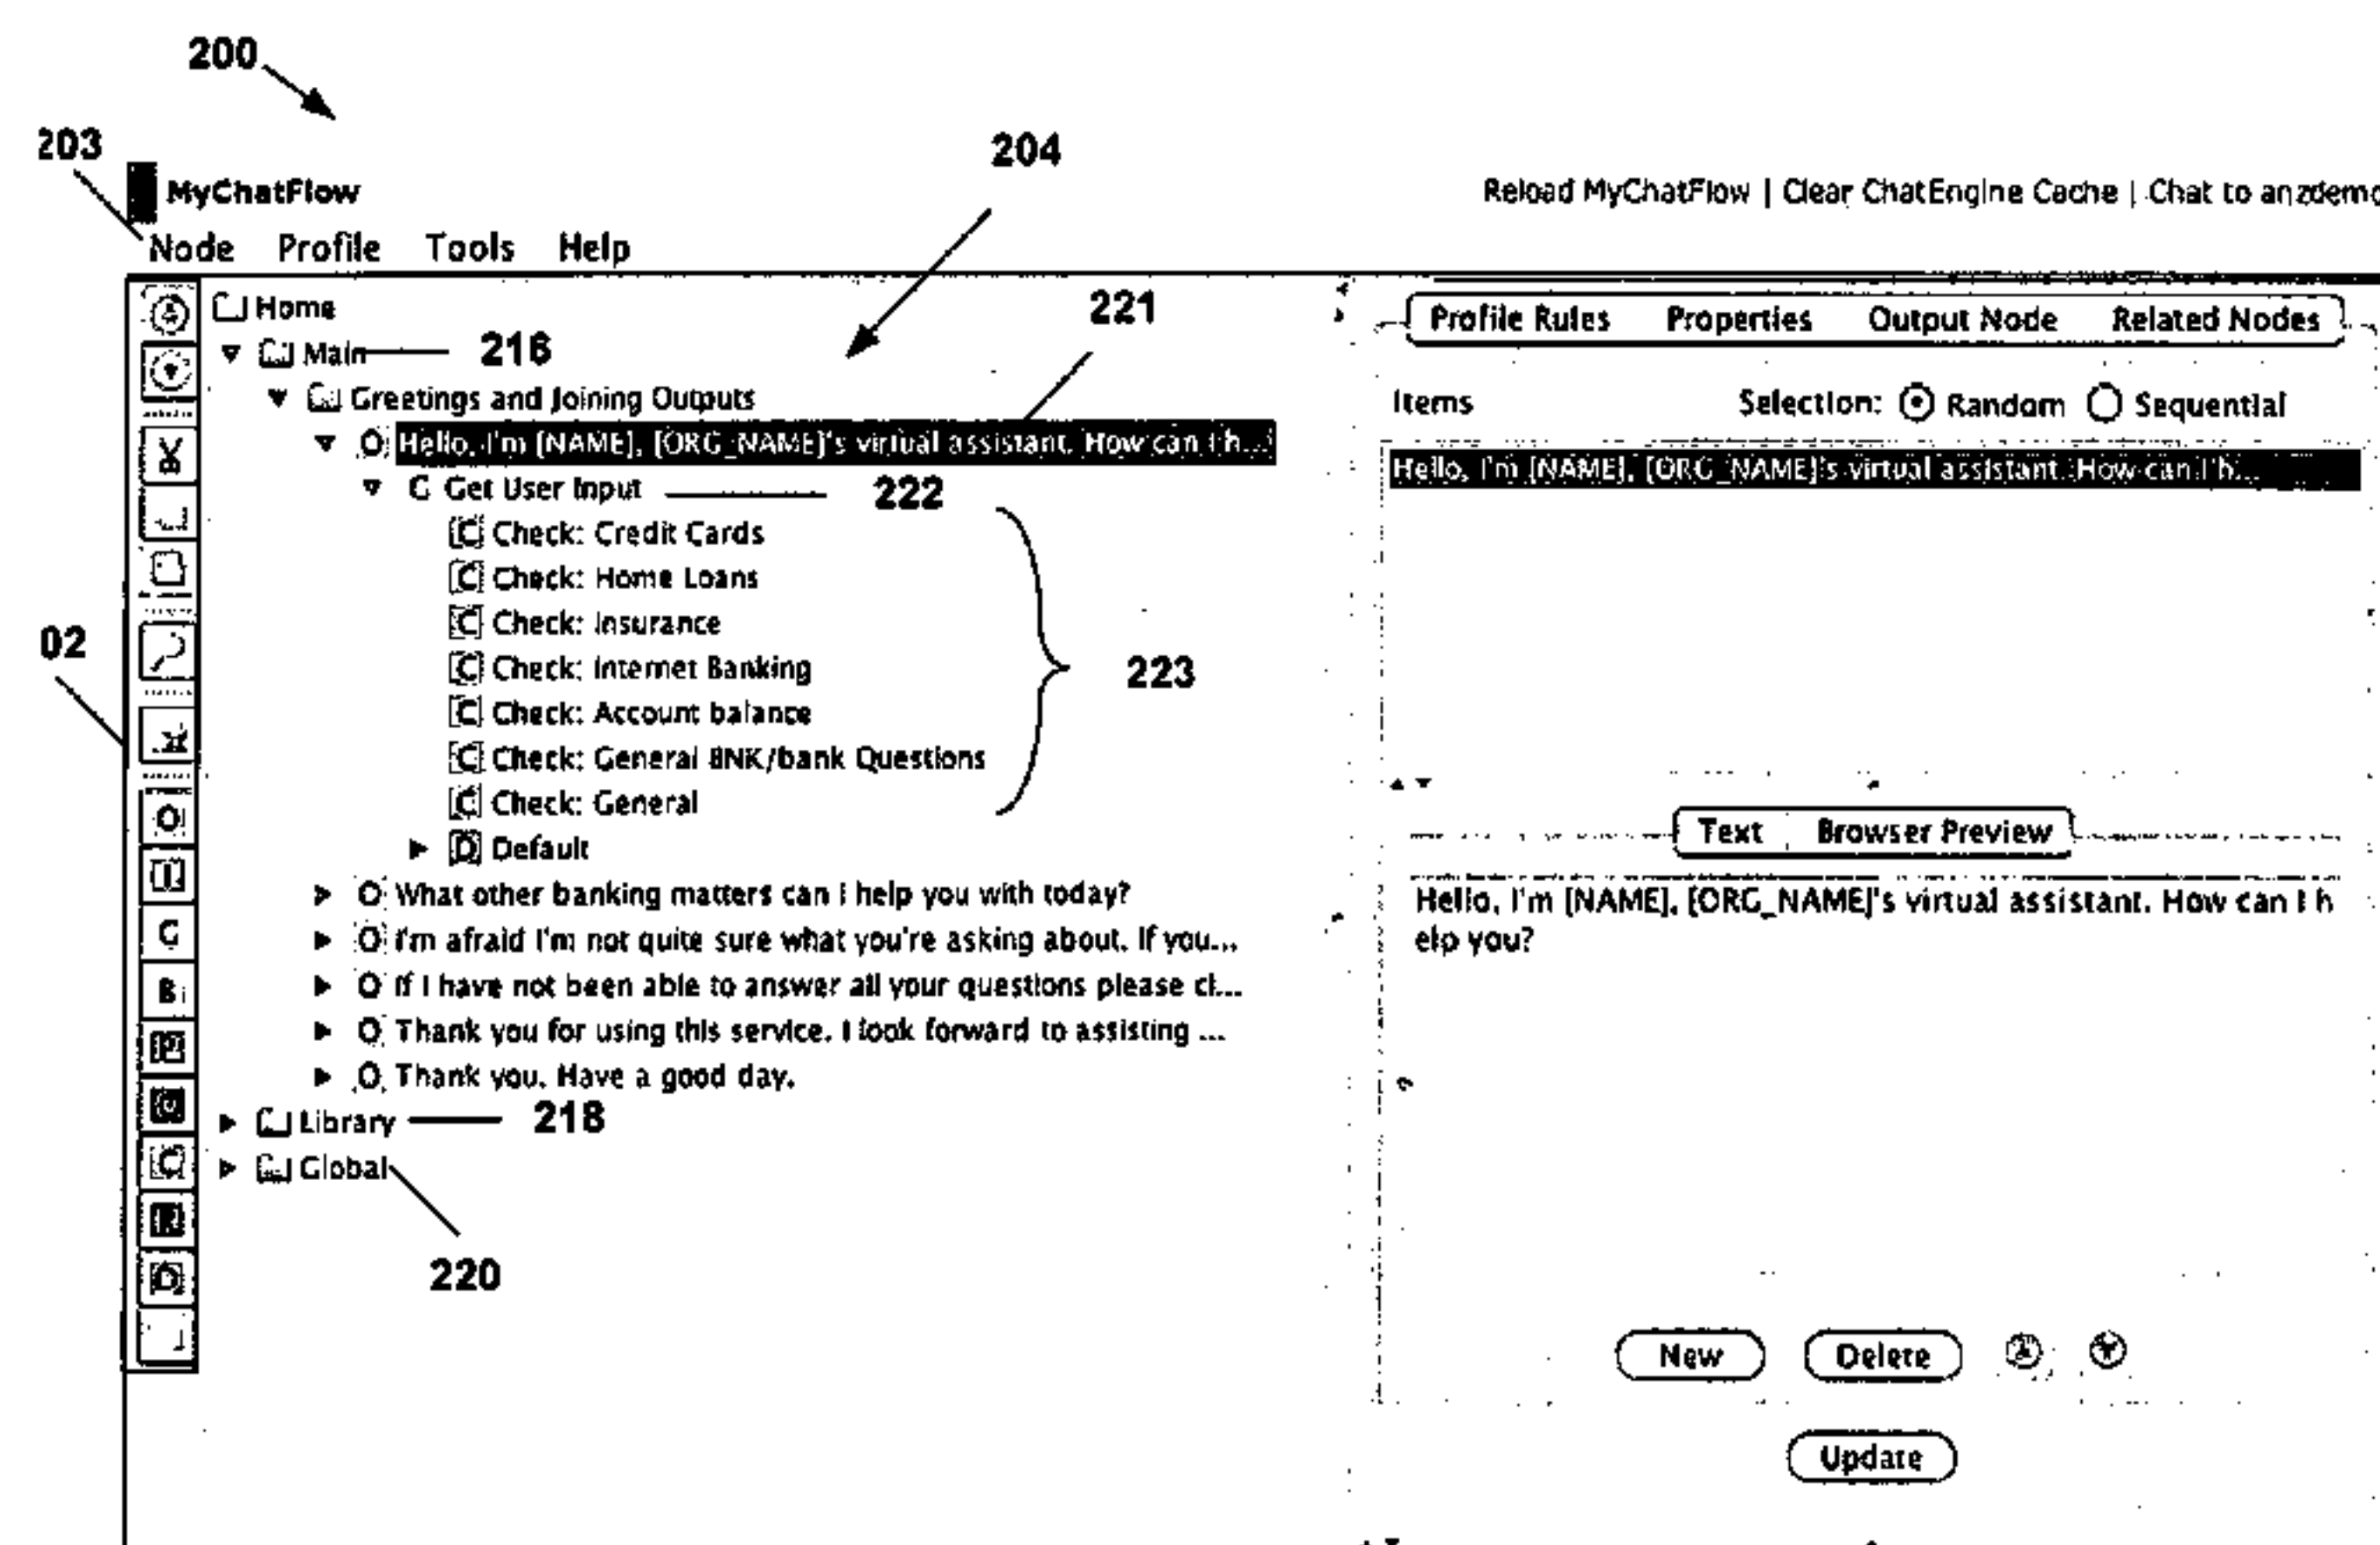 200
203
204
MyChatFlow
Reload MyChatFlow | Clear ChatEngine Cache | Chat to anzdemo
Node Profile Tools Help
Home
221
Profile Rules Properties Output Node Related Nodes
Main 216
Greetings and Joining Outputs
Items Selection: Random Sequential
O Hello, I'm [NAME], [ORG_NAME]'s virtual assistant. How can I h...
Hello, I'm [NAME], [ORG_NAME]'s virtual assistant. How can I h...
G Get User Input 222
C Check: Credit Cards
C Check: Home Loans
C Check: Insurance
02
C Check: Internet Banking
223
C Check: Account balance
C Check: General BNK/bank Questions
C Check: General
O
Text Browser Preview
D Default
I
What other banking matters can I help you with today?
O
Hello, I'm [NAME], [ORG_NAME]'s virtual assistant. How can I h
elp you?
G
O I'm afraid I'm not quite sure what you're asking about. If you...
B
O If I have not been able to answer all your questions please cl...
P
O Thank you for using this service. I look forward to assisting ...
O Thank you. Have a good day.
G
Library 218
C
Global
R
220
D
New Delete
Update